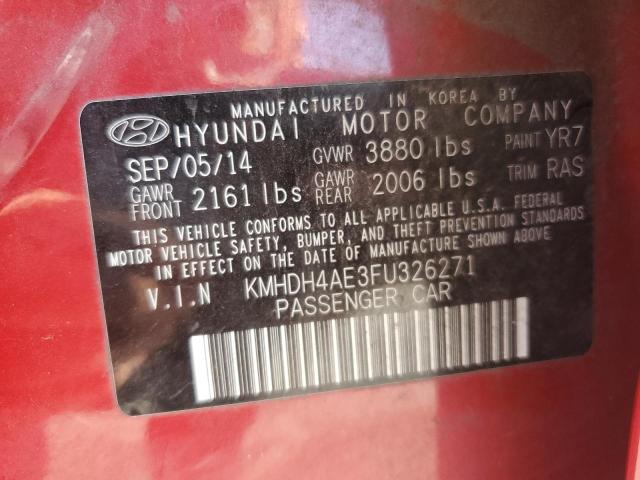 MANUFACTURED IN KOREA BY
HYUNDAI MOTOR COMPANY
SEP/05/14 GVWR 3880 lbs PAINT YR7
GAWR FRONT 2161 lbs GAWR REAR 2006 lbs TRIM RAS
THIS VEHICLE CONFORMS TO ALL APPLICABLE U.S.A. FEDERAL
MOTOR VEHICLE SAFETY, BUMPER, AND THEFT PREVENTION STANDARDS
IN EFFECT ON THE DATE OF MANUFACTURE SHOWN ABOVE.
V.I.N KMHDH4AE3FU326271
PASSENGER CAR